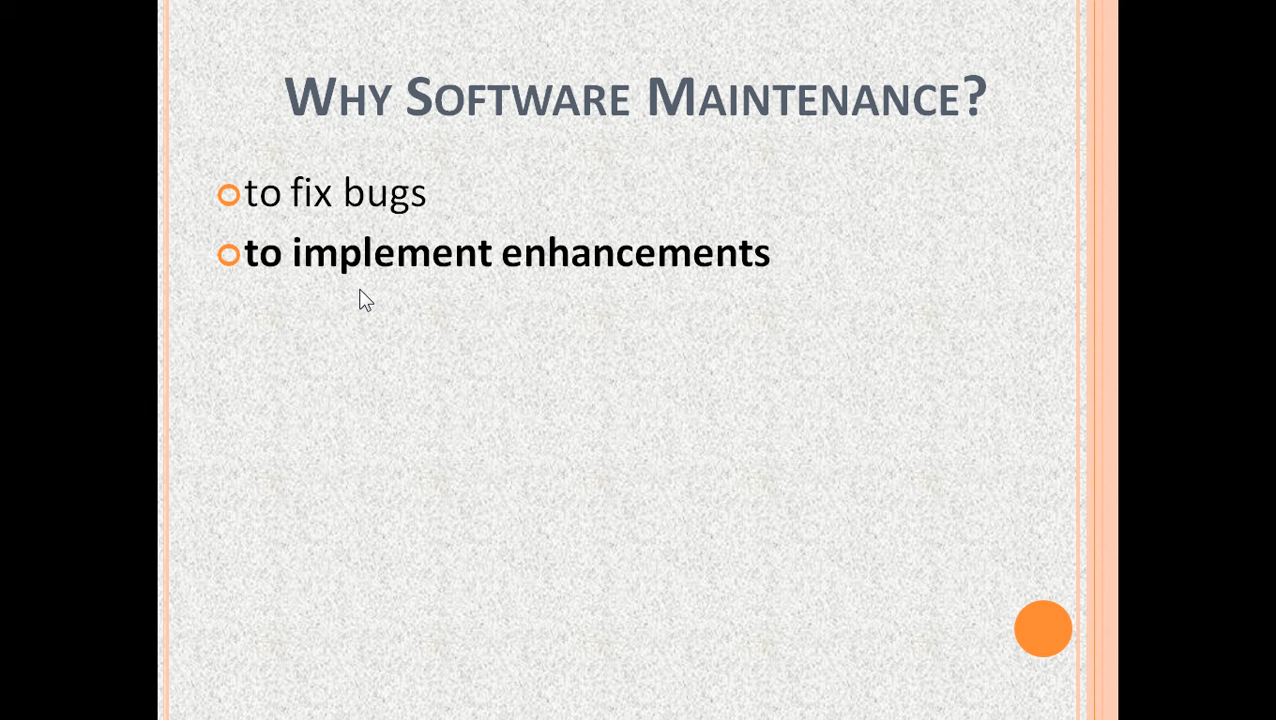 Why Software Maintenance?
to fix bugs
to implement enhancements